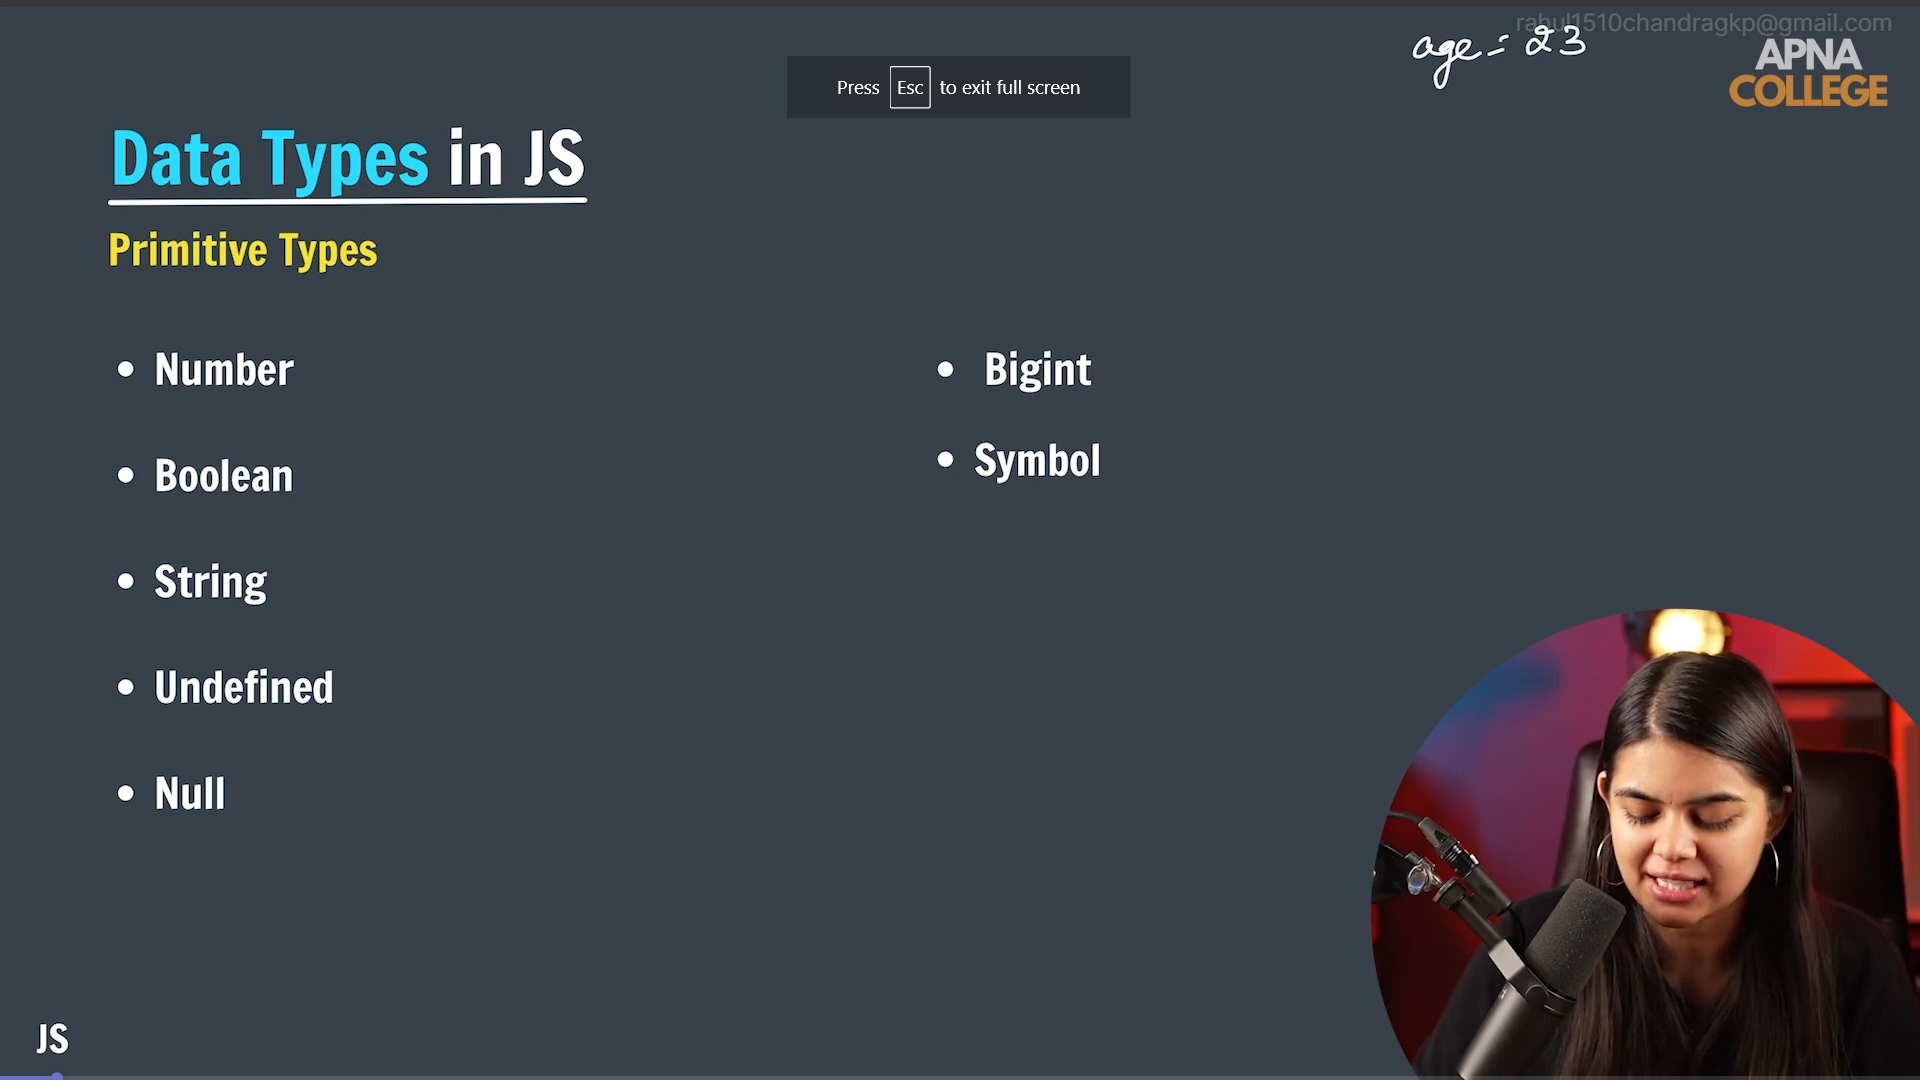 rahul1510chandragkp@gmail.com
age = 23
APNA
COLLEGE
Press Esc to exit full screen
Data Types in JS
Primitive Types
• Number
• Boolean
• String
• Undefined
• Null
• Bigint
• Symbol
JS